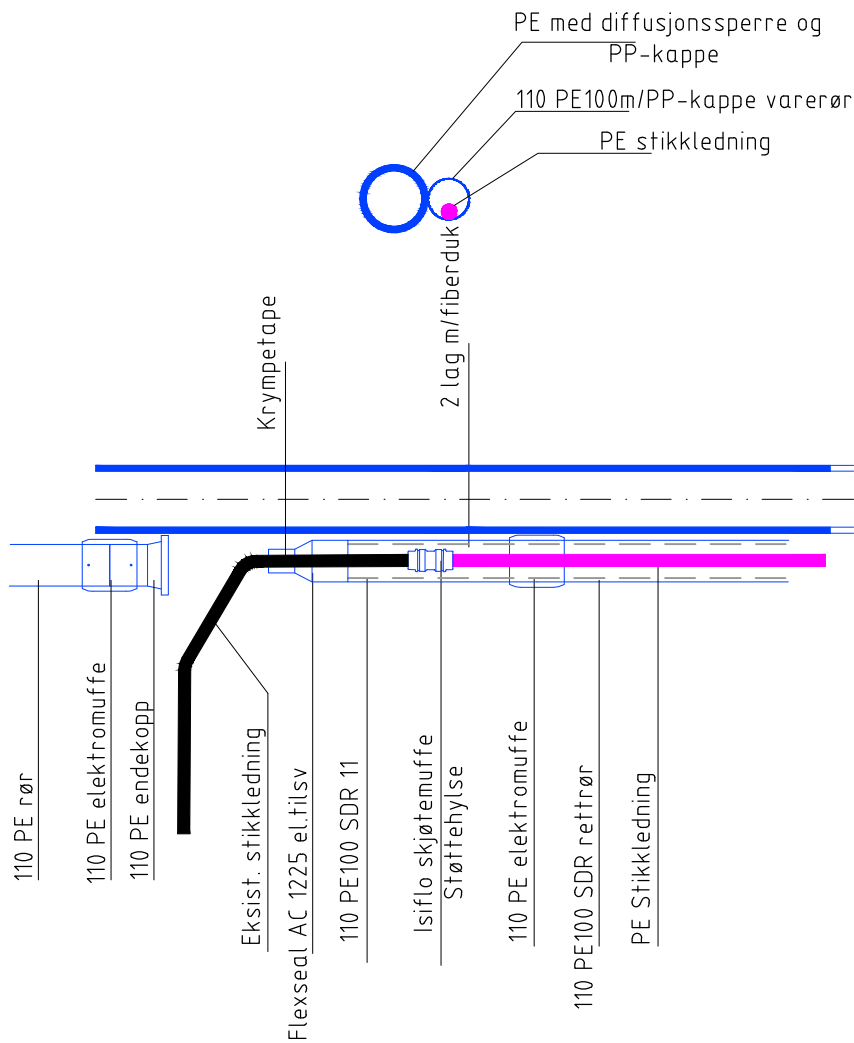 PE med diffusjonssperre og
PP-kappe
110 PE100m/PP-kappe varerør
PE stikkledning
2 lag m/fiberduk
Krympetape
110 PE rør
110 PE elektromuffe
110 PE endekopp
Eksist. stikkledning
Flexseal AC 1225 el.tilsv
110 PE100 SDR 11
Isiflo skjøtemuffe
Støttehylse
110 PE elektromuffe
110 PE100 SDR rettrør
PE Stikkledning